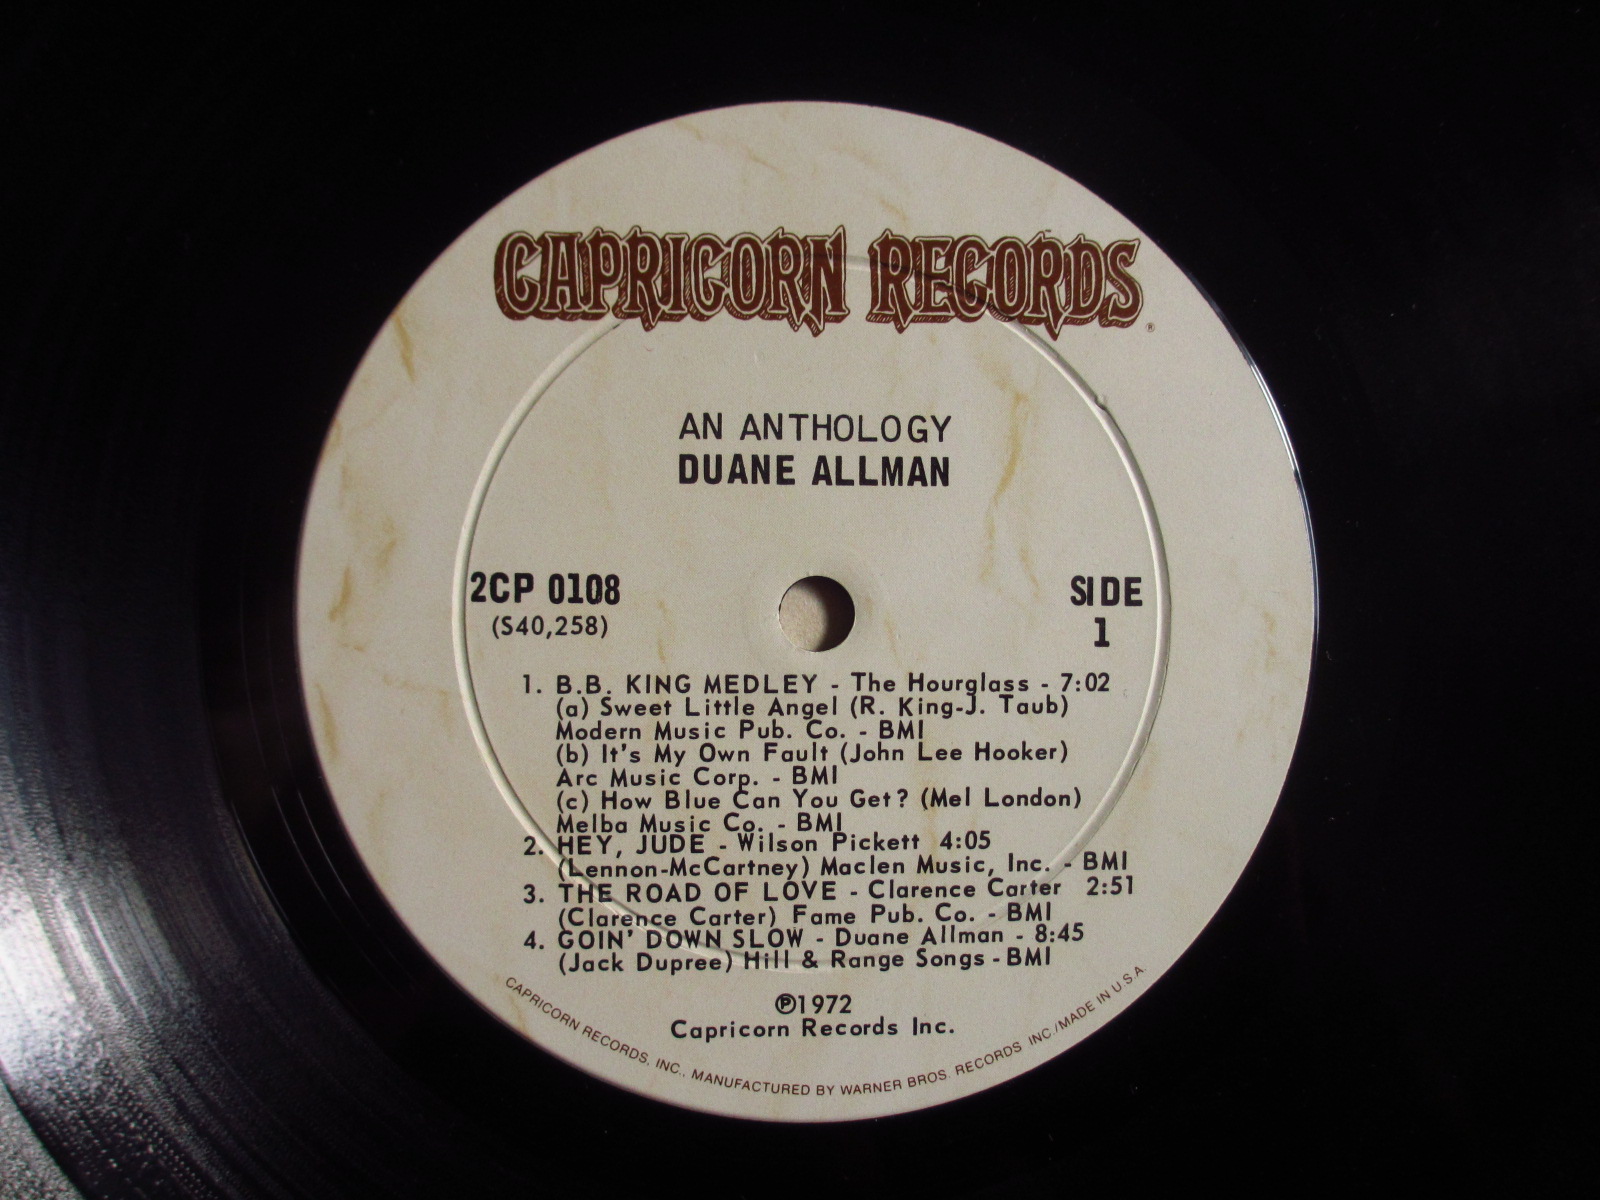 CAPRICORN RECORDS
AN ANTHOLOGY
DUANE ALLMAN
2CP 0108
(S40,258)
SIDE
1
1. B.B. KING MEDLEY - The Hourglass - 7:02
(a) Sweet Little Angel (R. King-J. Taub)
Modern Music Pub. Co. - BMI
(b) It's My Own Fault (John Lee Hooker)
Arc Music Corp. - BMI
(c) How Blue Can You Get? (Mel London)
Melba Music Co. - BMI
2. HEY, JUDE - Wilson Pickett 4:05
(Lennon-McCartney) Maclen Music, Inc. - BMI
3. THE ROAD OF LOVE - Clarence Carter 2:51
(Clarence Carter) Fame Pub. Co. - BMI
4. GOIN' DOWN SLOW - Duane Allman - 8:45
(Jack Dupree) Hill & Range Songs - BMI
℗1972
Capricorn Records Inc.
CAPRICORN RECORDS, INC., MANUFACTURED BY WARNER BROS. RECORDS INC./MADE IN U.S.A.